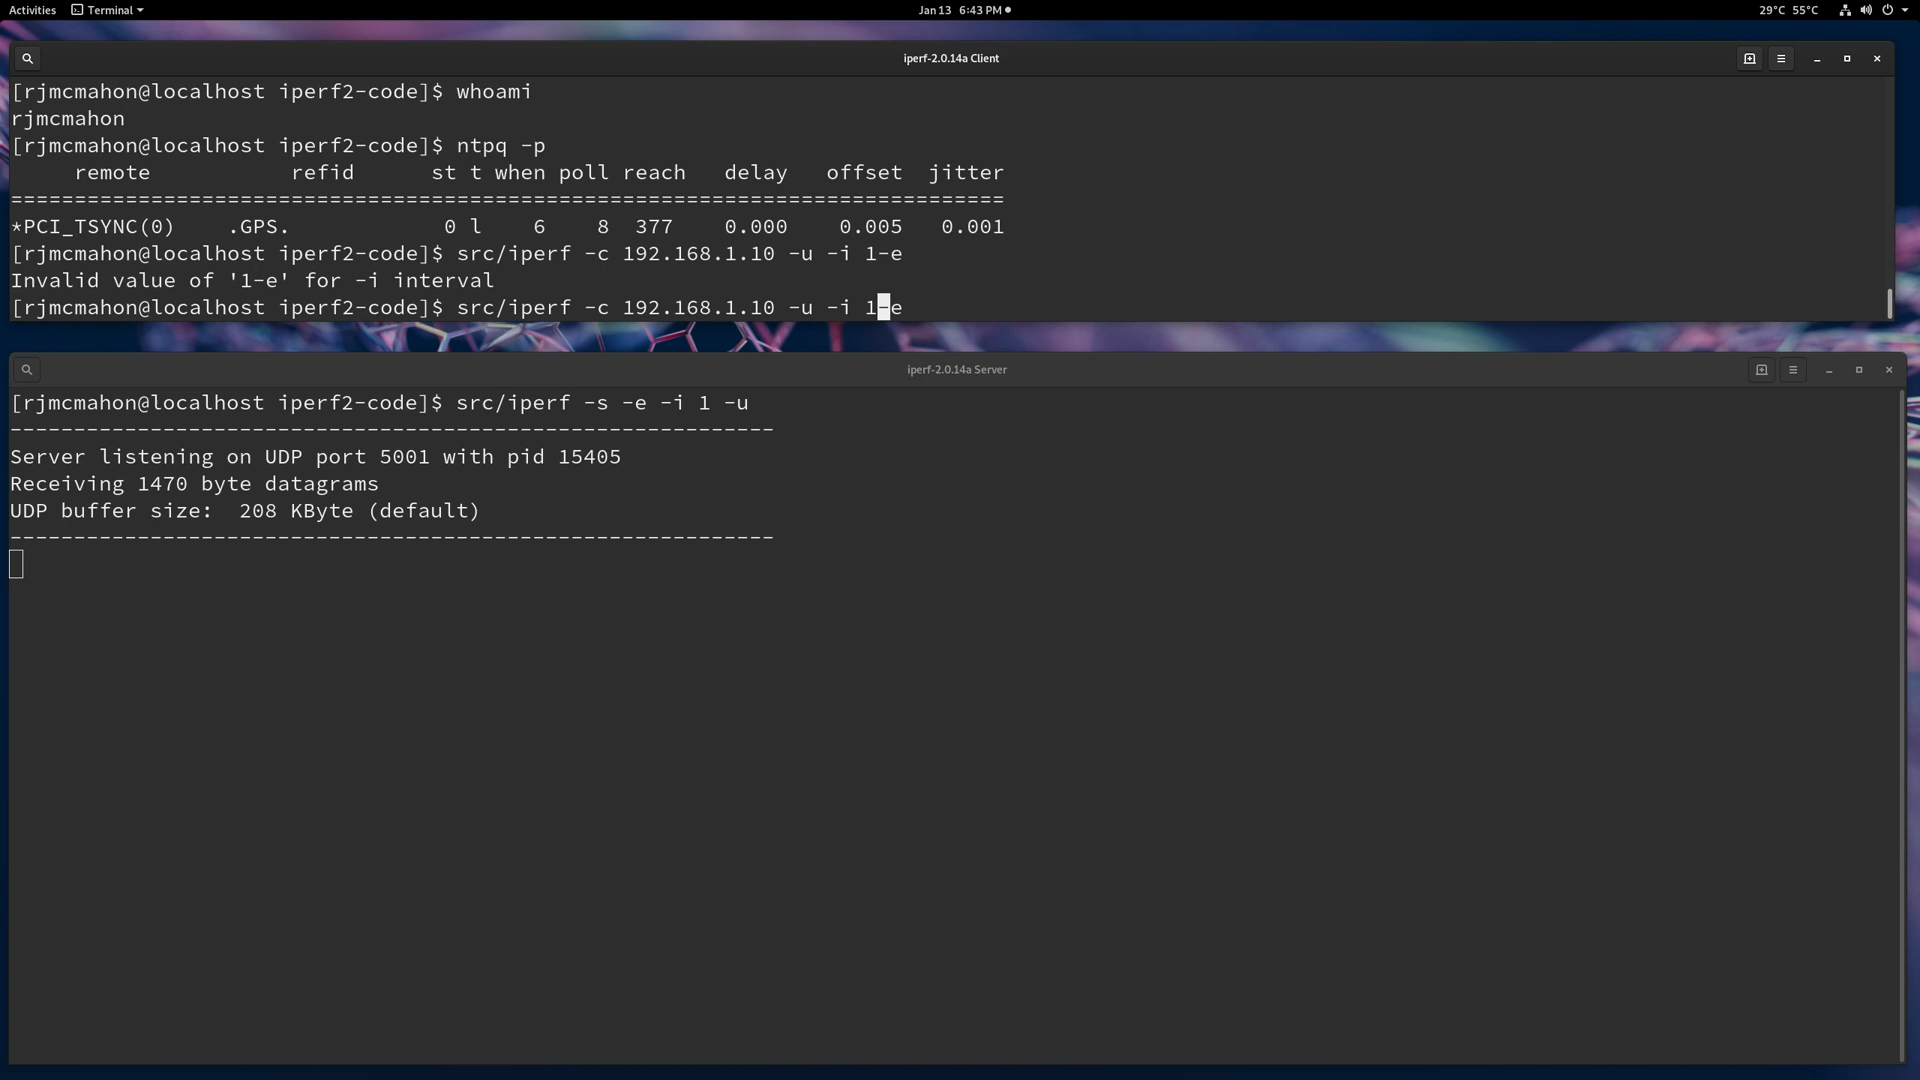 Activities Terminal Jan 13 6:43 PM 29°C 55°C
iperf-2.0.14a Client
[rjmcmahon@localhost iperf2-code]$ whoami
rjmcmahon
[rjmcmahon@localhost iperf2-code]$ ntpq -p
     remote           refid      st t when poll reach   delay   offset  jitter
==============================================================================
*PCI_TSYNC(0)    .GPS.            0 l    6    8  377    0.000    0.005   0.001
[rjmcmahon@localhost iperf2-code]$ src/iperf -c 192.168.1.10 -u -i 1-e
Invalid value of '1-e' for -i interval
[rjmcmahon@localhost iperf2-code]$ src/iperf -c 192.168.1.10 -u -i 1-e
iperf-2.0.14a Server
[rjmcmahon@localhost iperf2-code]$ src/iperf -s -e -i 1 -u
------------------------------------------------------------
Server listening on UDP port 5001 with pid 15405
Receiving 1470 byte datagrams
UDP buffer size:  208 KByte (default)
------------------------------------------------------------